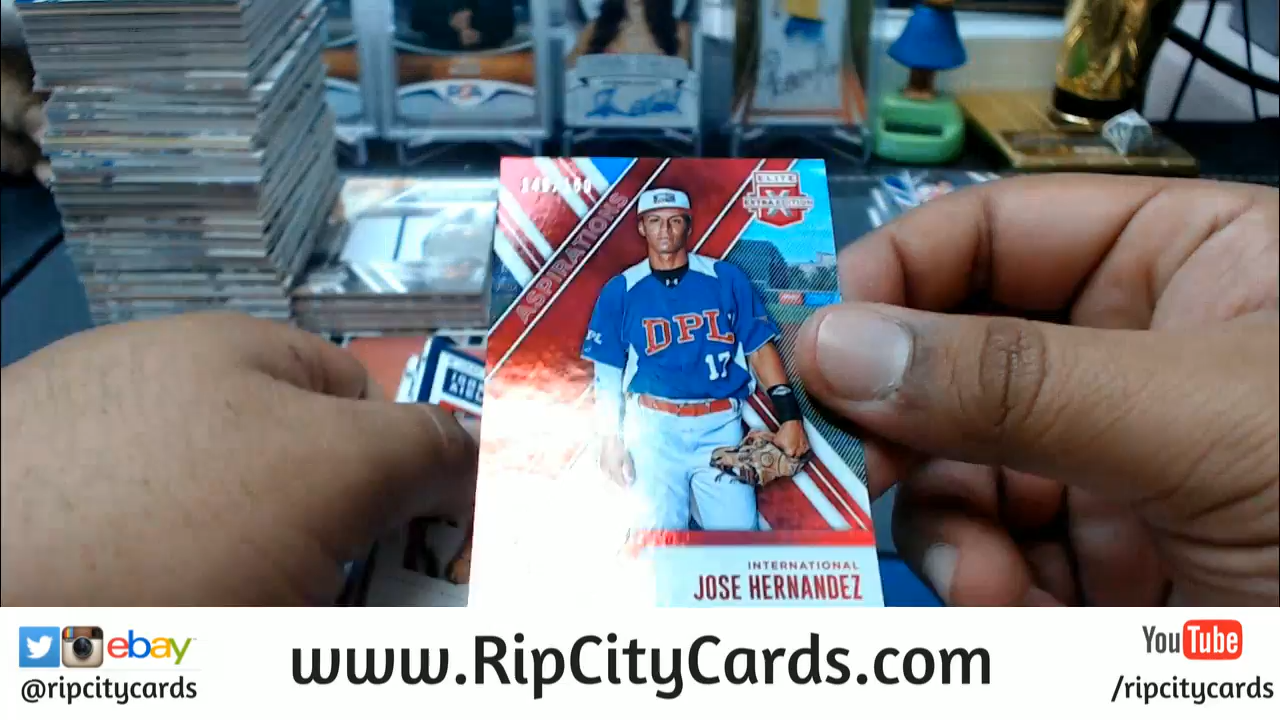 ASPIRATIONS
ELITE
EXTRA EDITION
DPL
17
INTERNATIONAL
JOSE HERNANDEZ
ebay
@ripcitycards
www.RipCityCards.com
YouTube
/ripcitycards